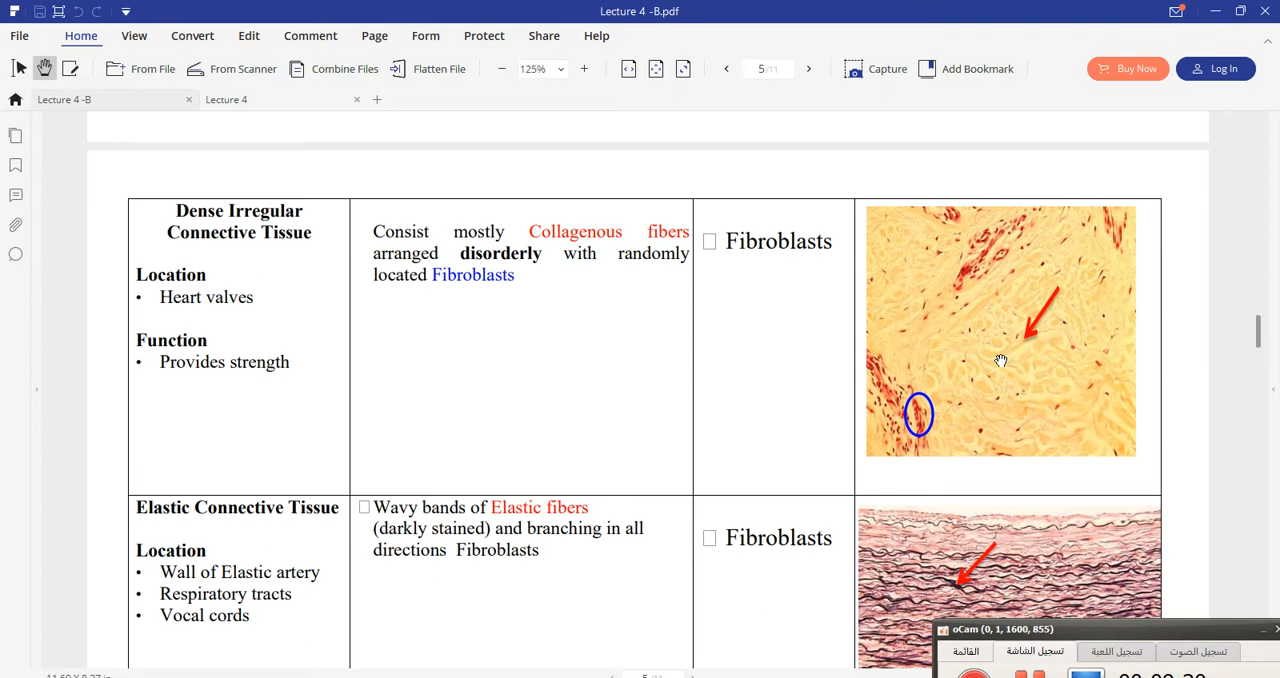 Lecture 4 -B.pdf
File Home View Convert Edit Comment Page Form Protect Share Help
From File From Scanner Combine Files Flatten File 125% 5/11 Capture Add Bookmark Buy Now Log In
Lecture 4 -B Lecture 4
Dense Irregular
Connective Tissue
Location
• Heart valves
Function
• Provides strength
Consist mostly Collagenous fibers
arranged disorderly with randomly
located Fibroblasts
Fibroblasts
Elastic Connective Tissue
Location
• Wall of Elastic artery
• Respiratory tracts
• Vocal cords
Wavy bands of Elastic fibers
(darkly stained) and branching in all
directions Fibroblasts
Fibroblasts
oCam (0, 1, 1600, 855)
القائمة تسجيل الشاشة تسجيل اللعبة تسجيل الصوت